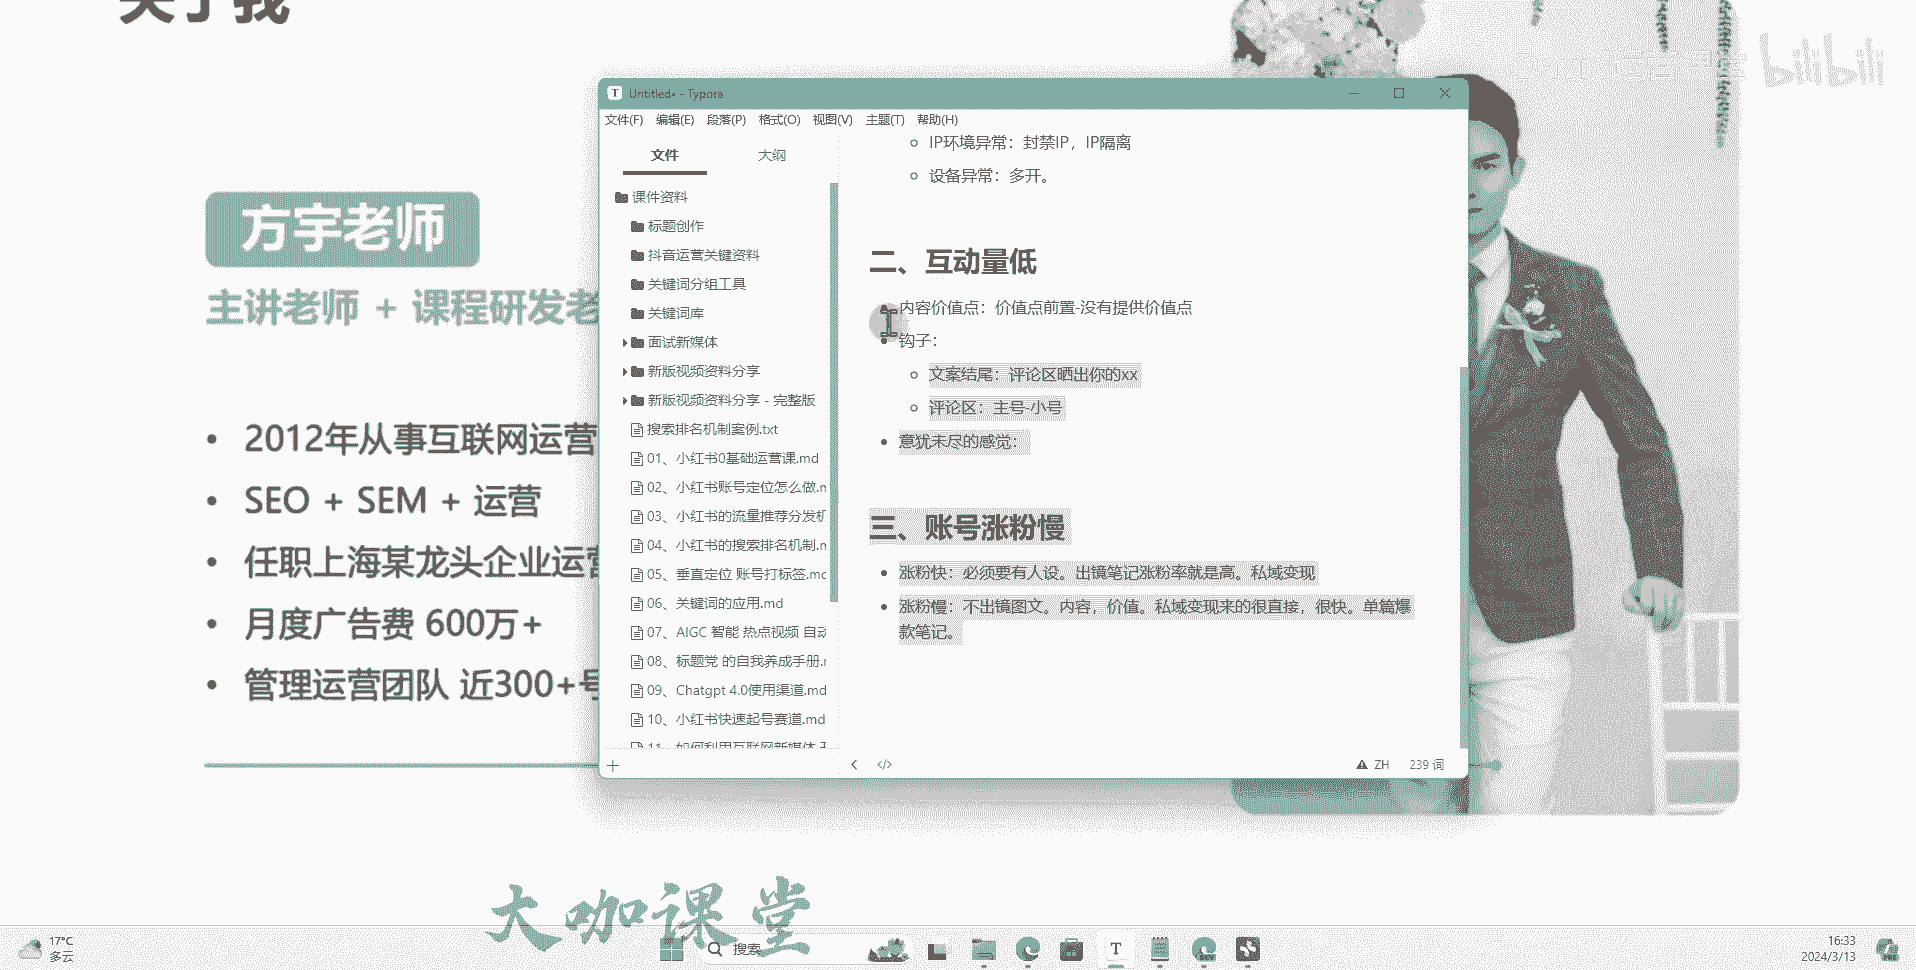 关于我
bilibili
方宇老师
主讲老师 + 课程研发老
• 2012年从事互联网运营
• SEO + SEM + 运营
• 任职上海某龙头企业运营
• 月度广告费 600万+
• 管理运营团队 近300+号
Untitled• - Typora
文件(F) 编辑(E) 段落(P) 格式(O) 视图(V) 主题(T) 帮助(H)
文件 大纲
课件资料
标题创作
抖音运营关键资料
关键词分组工具
关键词库
面试新媒体
新版视频资料分享
新版视频资料分享 - 完整版
搜索排名机制案例.txt
01、小红书0基础运营课.md
02、小红书账号定位怎么做.m
03、小红书的流量推荐分发机
04、小红书的搜索排名机制.m
05、垂直定位 账号打标签.mc
06、关键词的应用.md
07、AIGC 智能 热点视频 自动
08、标题党 的自我养成手册.m
09、Chatgpt 4.0使用渠道.md
10、小红书快速起号赛道.md
11、如何利用互联网新媒体
IP环境异常：封禁IP，IP隔离
设备异常：多开。
二、互动量低
内容价值点：价值点前置-没有提供价值点
钩子：
文案结尾：评论区晒出你的xx
评论区：主号-小号
意犹未尽的感觉：
三、账号涨粉慢
涨粉快：必须要有人设。出镜笔记涨粉率就是高。私域变现
涨粉慢：不出镜图文。内容，价值。私域变现来的很直接，很快。单篇爆
款笔记。
ZH 239 词
大咖课堂
17°C
多云
搜索
16:33
2024/3/13